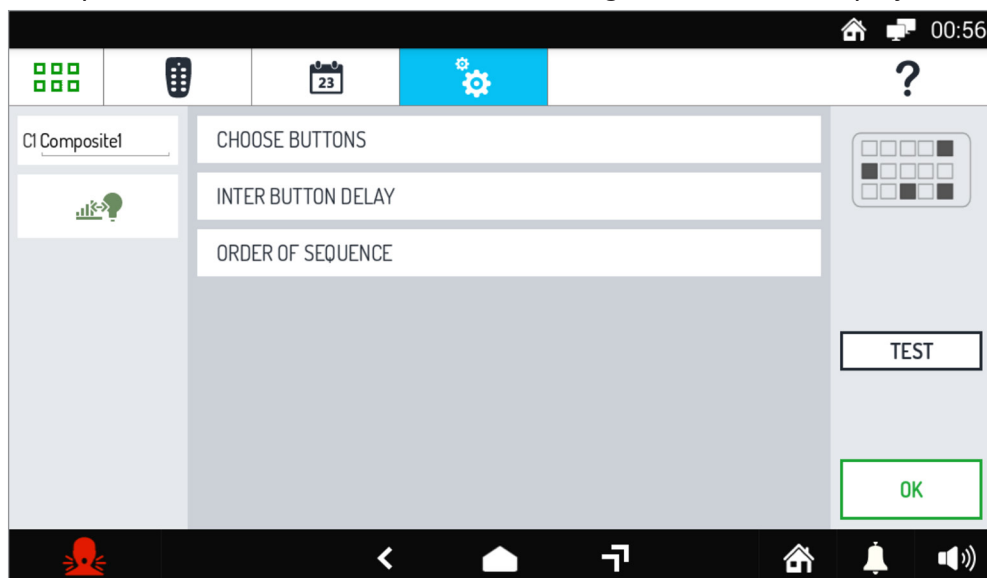 00:56
23
?
C1 Composite1
CHOOSE BUTTONS
INTER BUTTON DELAY
ORDER OF SEQUENCE
TEST
OK